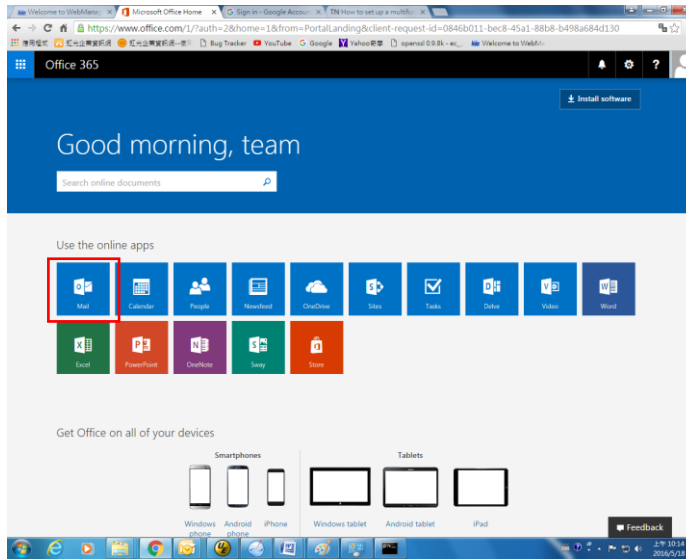 Welcome to WebMana
Microsoft Office Home
Sign in - Google Accoun
TN How to set up a multifu
https://www.office.com/1/?auth=2&home=1&from=PortalLanding&client-request-id=0846b011-bec8-45a1-88b8-b498a684d130
應用程式
Bug Tracker
YouTube
Google
Yahoo奇摩
Welcome to WebM
Office 365
?
Install software
Good morning, team
Search online documents
Use the online apps
Mail Calendar People Newsfeed OneDrive Sites Tasks Delve Video Word
Excel PowerPoint OneNote Sway Store
Get Office on all of your devices
Smartphones Tablets
Windows phone
Android phone
iPhone
Windows tablet
Android tablet
iPad
Feedback
上午 10:14
2016/5/18